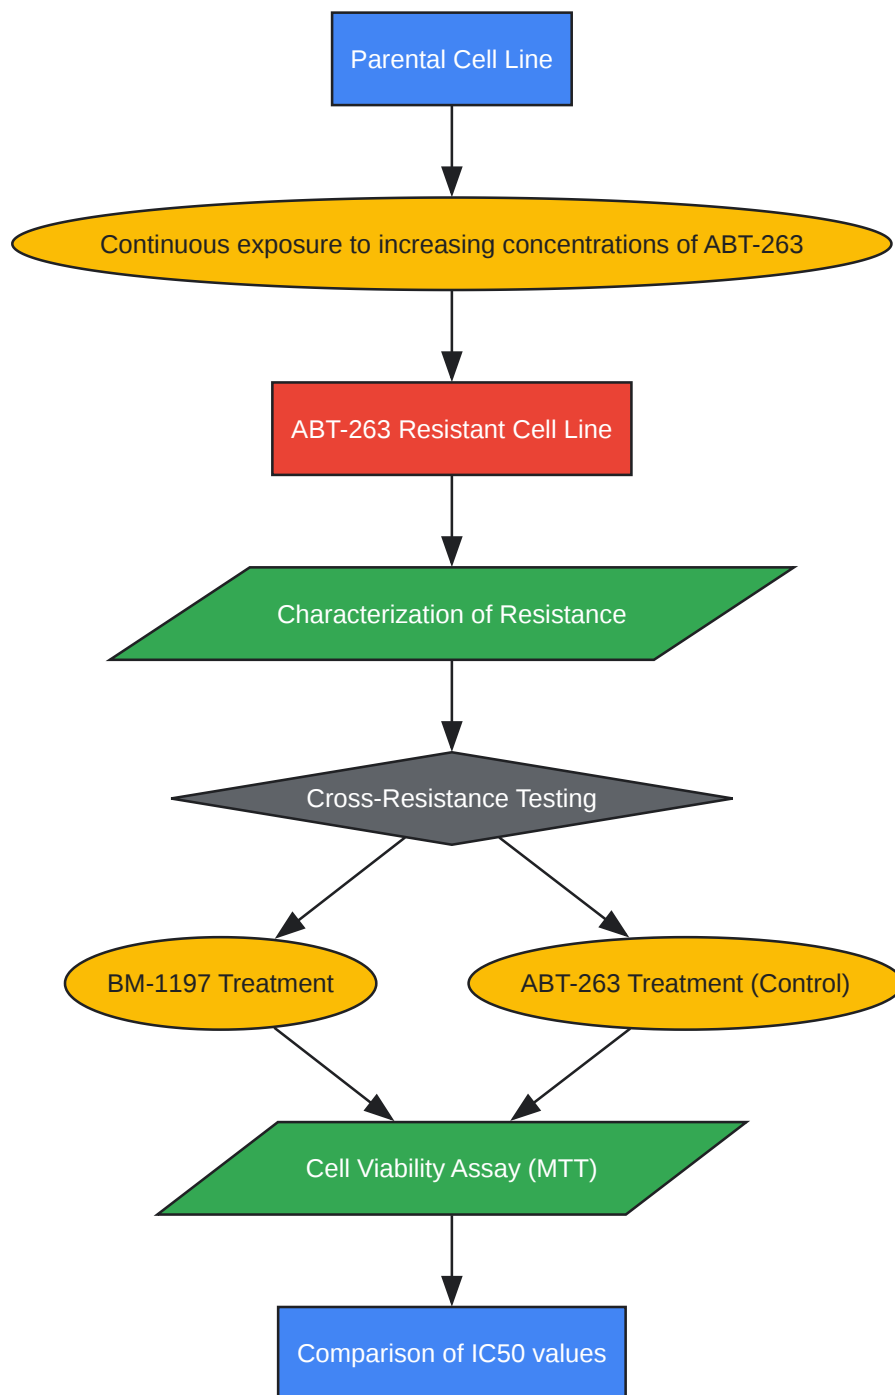 Parental Cell Line
Continuous exposure to increasing concentrations of ABT-263
ABT-263 Resistant Cell Line
Characterization of Resistance
Cross-Resistance Testing
BM-1197 Treatment
ABT-263 Treatment (Control)
Cell Viability Assay (MTT)
Comparison of IC50 values